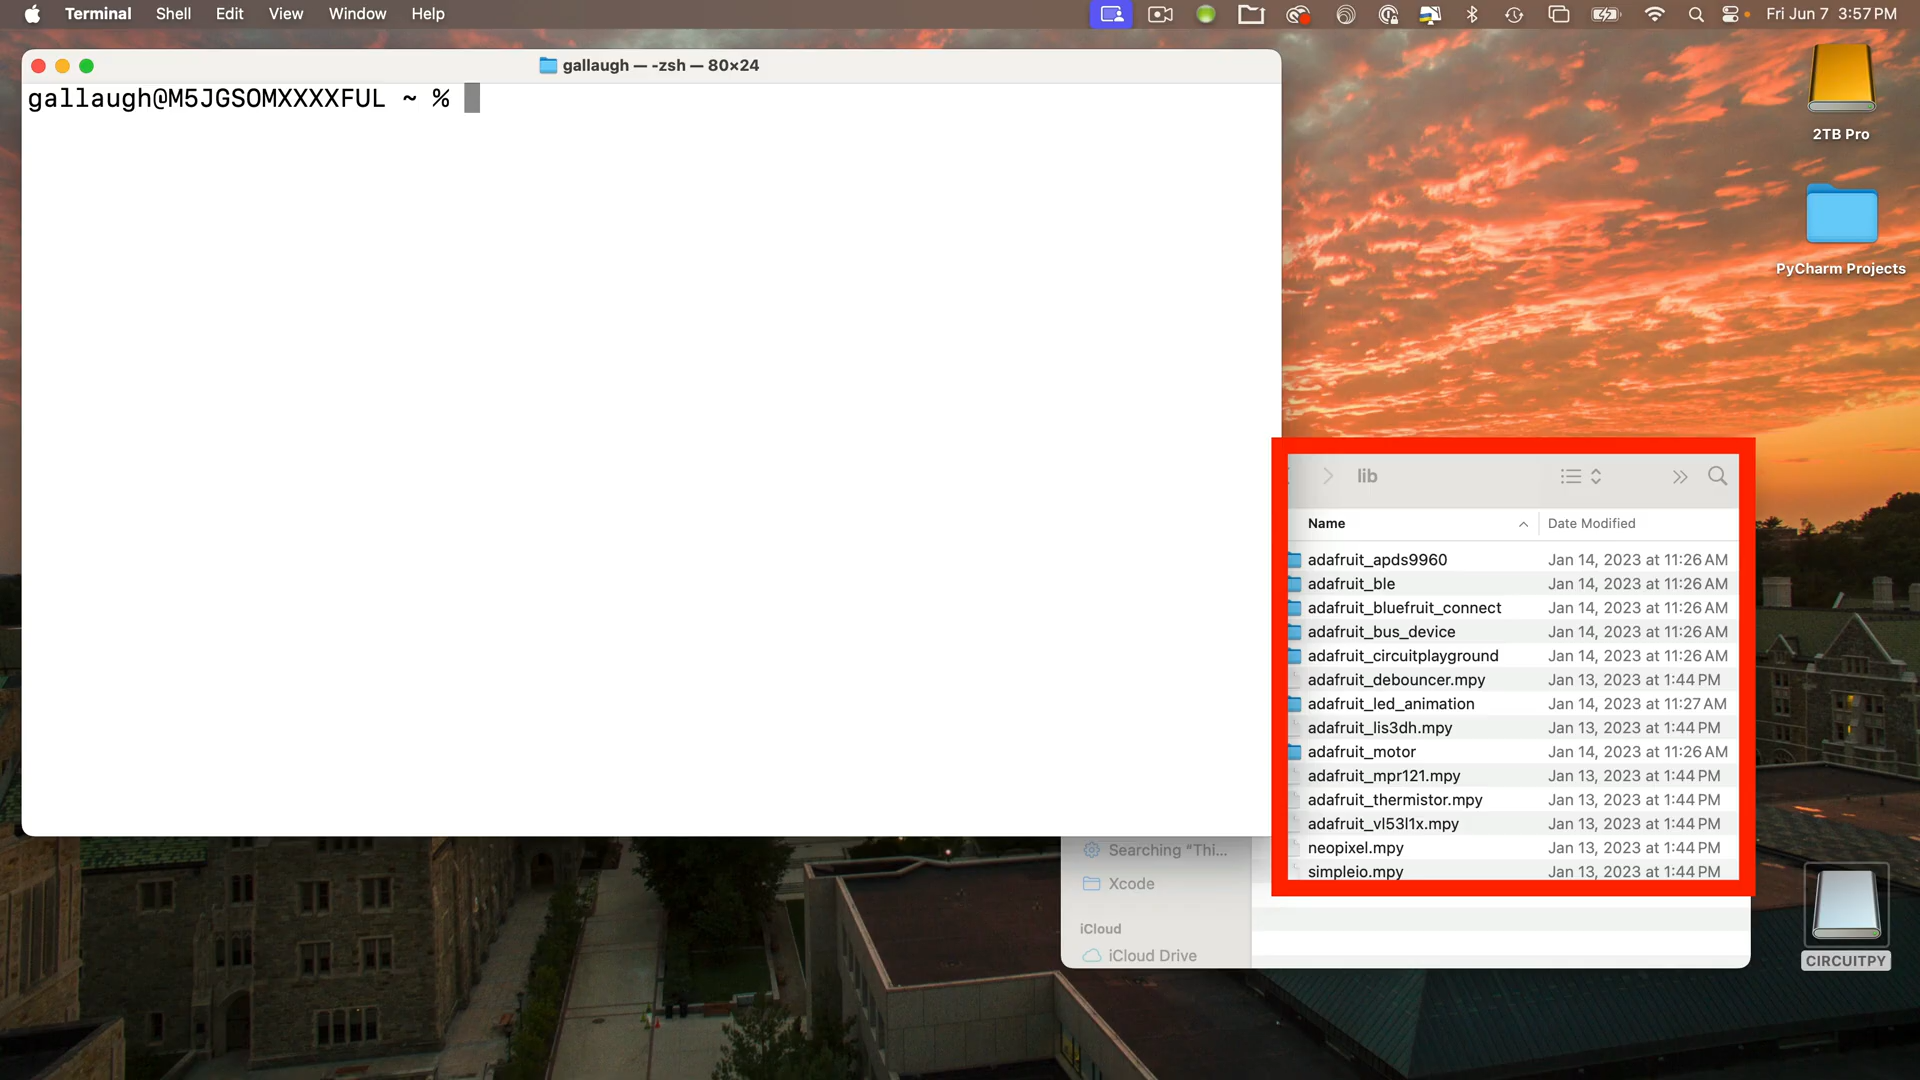 Terminal Shell Edit View Window Help Fri Jun 7 3:57 PM
gallaugh — -zsh — 80×24
gallaugh@M5JGSOMXXXXFUL ~ %
2TB Pro
PyCharm Projects
lib
Name Date Modified
adafruit_apds9960 Jan 14, 2023 at 11:26 AM
adafruit_ble Jan 14, 2023 at 11:26 AM
adafruit_bluefruit_connect Jan 14, 2023 at 11:26 AM
adafruit_bus_device Jan 14, 2023 at 11:26 AM
adafruit_circuitplayground Jan 14, 2023 at 11:26 AM
adafruit_debouncer.mpy Jan 13, 2023 at 1:44 PM
adafruit_led_animation Jan 14, 2023 at 11:27 AM
adafruit_lis3dh.mpy Jan 13, 2023 at 1:44 PM
adafruit_motor Jan 14, 2023 at 11:26 AM
adafruit_mpr121.mpy Jan 13, 2023 at 1:44 PM
adafruit_thermistor.mpy Jan 13, 2023 at 1:44 PM
adafruit_vl53l1x.mpy Jan 13, 2023 at 1:44 PM
neopixel.mpy Jan 13, 2023 at 1:44 PM
simpleio.mpy Jan 13, 2023 at 1:44 PM
Searching "Thi...
Xcode
iCloud
iCloud Drive
CIRCUITPY